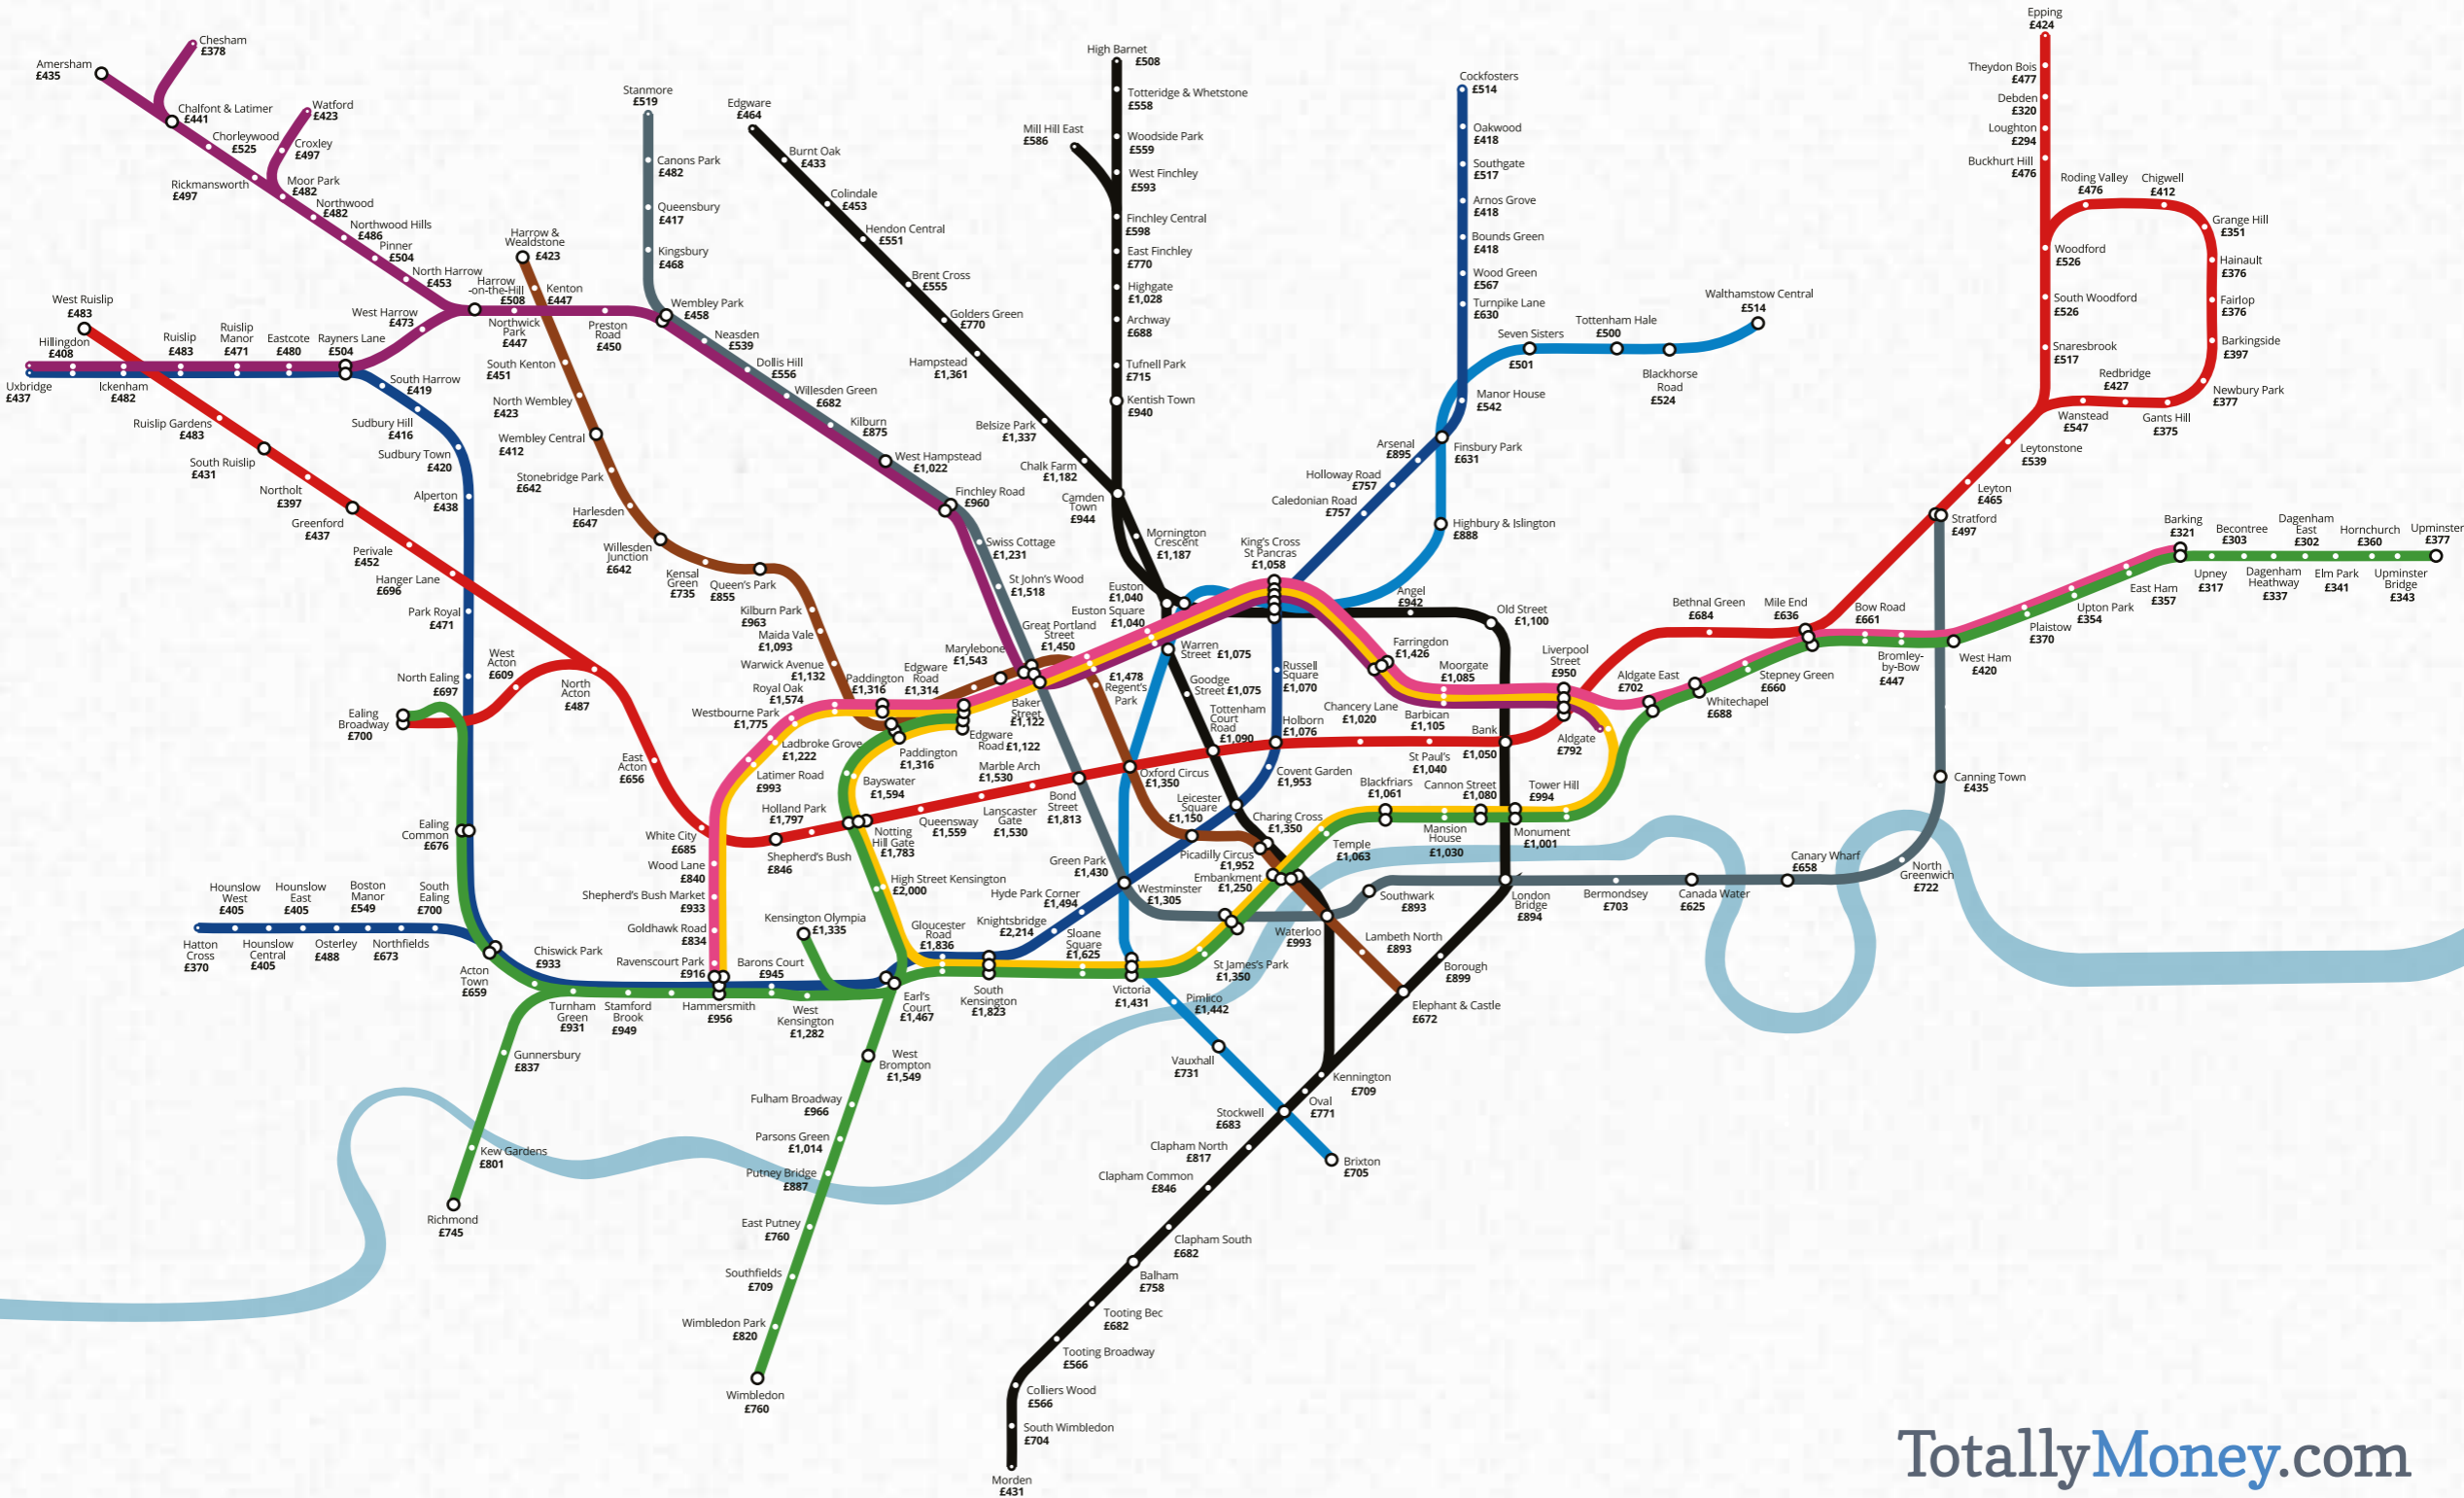 Chesham
£378
Amersham
£435
Chalfont & Latimer
£441
Watford
£423
Chorleywood
£525
Croxley
£497
Rickmansworth
£497
Moor Park
£482
Northwood
£482
Northwood Hills
£486
Pinner
£504
North Harrow
£453
Harrow
-on-the-Hill
£508
West Harrow
£473
Northwick
Park
£447
Preston
Road
£450
West Ruislip
£483
Hillingdon
£408
Ruislip
£483
Ruislip
Manor
£471
Eastcote
£480
Rayners Lane
£504
Uxbridge
£437
Ickenham
£482
Ruislip Gardens
£483
South Ruislip
£431
Northolt
£397
Greenford
£437
Perivale
£452
Hanger Lane
£696
South Harrow
£419
Sudbury Hill
£416
Sudbury Town
£420
Alperton
£438
Park Royal
£471
North Ealing
£697
West
Acton
£609
North
Acton
£487
Ealing
Broadway
£700
East
Acton
£656
Ealing
Common
£676
Harrow &
Wealdstone
£423
Kenton
£447
South Kenton
£451
North Wembley
£423
Wembley Central
£412
Stonebridge Park
£642
Harlesden
£647
Willesden
Junction
£642
Kensal
Green
£735
Queen's Park
£855
Kilburn Park
£963
Maida Vale
£1,093
Warwick Avenue
£1,132
Royal Oak
£1,574
Westbourne Park
£1,775
Paddington
£1,316
Edgware
Road
£1,314
Marylebone
£1,543
Stanmore
£519
Canons Park
£482
Queensbury
£417
Kingsbury
£468
Wembley Park
£458
Neasden
£539
Dollis Hill
£556
Willesden Green
£682
Kilburn
£875
West Hampstead
£1,022
Finchley Road
£960
Swiss Cottage
£1,231
St John's Wood
£1,518
Edgware
£464
Burnt Oak
£433
Colindale
£453
Hendon Central
£551
Brent Cross
£555
Golders Green
£770
Hampstead
£1,361
Belsize Park
£1,337
Chalk Farm
£1,182
Camden
Town
£944
Mornington
Crescent
£1,187
High Barnet
£508
Totteridge & Whetstone
£558
Woodside Park
£559
Mill Hill East
£586
West Finchley
£593
Finchley Central
£598
East Finchley
£770
Highgate
£1,028
Archway
£688
Tufnell Park
£715
Kentish Town
£940
Cockfosters
£514
Oakwood
£418
Southgate
£517
Arnos Grove
£418
Bounds Green
£418
Wood Green
£567
Turnpike Lane
£630
Manor House
£542
Arsenal
£895
Finsbury Park
£631
Holloway Road
£757
Caledonian Road
£757
Highbury & Islington
£888
Seven Sisters
£501
Tottenham Hale
£500
Blackhorse
Road
£524
Walthamstow Central
£514
King's Cross
St Pancras
£1,058
Euston
£1,040
Euston Square
£1,040
Great Portland
Street
£1,450
Warren
Street £1,075
£1,478
Regent's
Park
Goodge
Street £1,075
Tottenham
Court
Road
£1,090
Russell
Square
£1,070
Holborn
£1,076
Angel
£942
Old Street
£1,100
Farringdon
£1,426
Moorgate
£1,085
Barbican
£1,105
Chancery Lane
£1,020
Liverpool
Street
£950
Bank
£1,050
Aldgate
£792
Aldgate East
£702
St Paul's
£1,040
Baker
Street
£1,122
Edgware
Road £1,122
Paddington
£1,316
Ladbroke Grove
£1,222
Latimer Road
£993
Bayswater
£1,594
Marble Arch
£1,530
Bond
Street
£1,813
Oxford Circus
£1,350
Holland Park
£1,797
Queensway
£1,559
Lanscaster
Gate
£1,530
Notting
Hill Gate
£1,783
Shepherd's Bush
£846
White City
£685
Wood Lane
£840
Shepherd's Bush Market
£933
Goldhawk Road
£834
Ravenscourt Park
£916
Hammersmith
£956
Barons Court
£945
Kensington Olympia
£1,335
High Street Kensington
£2,000
West
Kensington
£1,282
Earl's
Court
£1,467
Gloucester
Road
£1,836
South
Kensington
£1,823
Knightsbridge
£2,214
Hyde Park Corner
£1,494
Green Park
£1,430
Sloane
Square
£1,625
Victoria
£1,431
Westminster
£1,305
St James's Park
£1,350
Covent Garden
£1,953
Leicester
Square
£1,150
Charing Cross
£1,350
Picadilly Circus
£1,952
Embankment
£1,250
Temple
£1,063
Blackfriars
£1,061
Cannon Street
£1,080
Mansion
House
£1,030
Monument
£1,001
Tower Hill
£994
Waterloo
£993
Southwark
£893
London
Bridge
£894
Bermondsey
£703
Canada Water
£625
Canary Wharf
£658
North
Greenwich
£722
Canning Town
£435
Lambeth North
£893
Borough
£899
Elephant & Castle
£672
Kennington
£709
Oval
£771
Pimlico
£1,442
Vauxhall
£731
Stockwell
£683
Brixton
£705
Clapham North
£817
Clapham Common
£846
Clapham South
£682
Balham
£758
Tooting Bec
£682
Tooting Broadway
£566
Colliers Wood
£566
South Wimbledon
£704
Morden
£431
Hounslow
West
£405
Hounslow
East
£405
Boston
Manor
£549
South
Ealing
£700
Hatton
Cross
£370
Hounslow
Central
£405
Osterley
£488
Northfields
£673
Acton
Town
£659
Chiswick Park
£933
Turnham
Green
£931
Stamford
Brook
£949
Gunnersbury
£837
Kew Gardens
£801
Richmond
£745
West
Brompton
£1,549
Fulham Broadway
£966
Parsons Green
£1,014
Putney Bridge
£887
East Putney
£760
Southfields
£709
Wimbledon Park
£820
Wimbledon
£760
Epping
£424
Theydon Bois
£477
Debden
£320
Loughton
£294
Buckhurt Hill
£476
Roding Valley
£476
Chigwell
£412
Grange Hill
£351
Hainault
£376
Fairlop
£376
Barkingside
£397
Newbury Park
£377
Gants Hill
£375
Redbridge
£427
Wanstead
£547
Woodford
£526
South Woodford
£526
Snaresbrook
£517
Leytonstone
£539
Leyton
£465
Stratford
£497
Bethnal Green
£684
Mile End
£636
Bow Road
£661
Stepney Green
£660
Whitechapel
£688
Bromley-
by-Bow
£447
West Ham
£420
Plaistow
£370
Upton Park
£354
East Ham
£357
Barking
£321
Upney
£317
Becontree
£303
Dagenham
Heathway
£337
Dagenham
East
£302
Elm Park
£341
Hornchurch
£360
Upminster
Bridge
£343
Upminster
£377
TotallyMoney.com